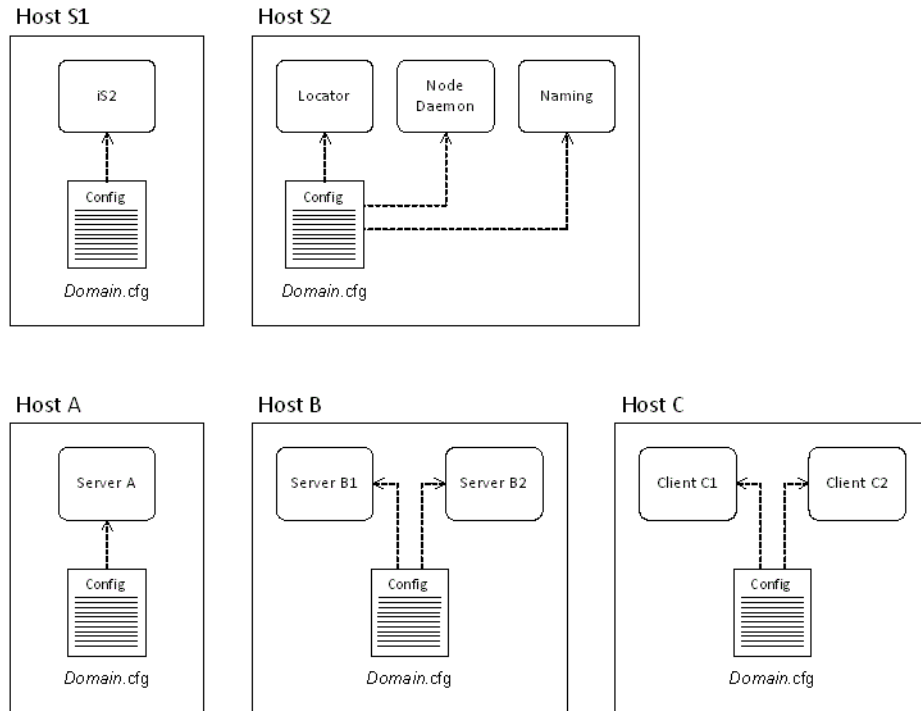 Host S1
Host S2
iS2
Locator
Node
Daemon
Naming
Config
Config
Domain.cfg
Domain.cfg
Host A
Host B
Host C
Server A
Server B1
Server B2
Client C1
Client C2
Config
Config
Config
Domain.cfg
Domain.cfg
Domain.cfg